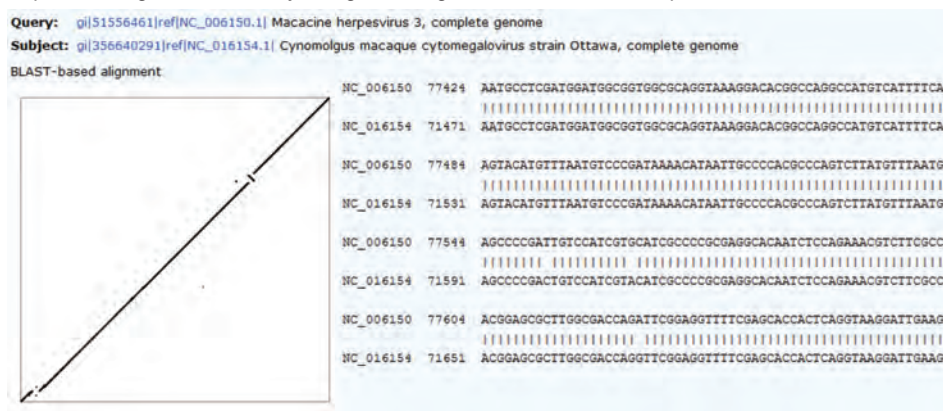 Query: gi|51556461|ref|NC_006150.1| Macacine herpesvirus 3, complete genome
Subject: gi|356640291|ref|NC_016154.1| Cynomolgus macaque cytomegalovirus strain Ottawa, complete genome
BLAST-based alignment
NC_006150 77424 AATGCCTCGATGGATGGCGGTGGCGCAGGTAAAGGACACGGCCAGGCCATGTCATTTTCA
NC_016154 71471 AATGCCTCGATGGATGGCGGTGGCGCAGGTAAAGGACACGGCCAGGCCATGTCATTTTCA
NC_006150 77484 AGTACATGTTTAATGTCCCGATAAAACATAATTGCCCCACGCCCAGTCTTATGTTTAATG
NC_016154 71531 AGTACATGTTTAATGTCCCGATAAAACATAATTGCCCCACGCCCAGTCTTATGTTTAATG
NC_006150 77544 AGCCCCGATTGTCCATCGTGCATCGCCCCGCGAGGCACAATCTCCAGAAACGTCTTCGCC
NC_016154 71591 AGCCCCGACTGTCCATCGTACATCGCCCCGCGAGGCACAATCTCCAGAAACGTCTTCGCC
NC_006150 77604 ACGGAGCGCTTGGCGACCAGATTCGGAGGTTTTCGAGCACCACTCAGGTAAGGATTGAAG
NC_016154 71651 ACGGAGCGCTTGGCGACCAGGTTCGGAGGTTTTCGAGCACCACTCAGGTAAGGATTGAAG